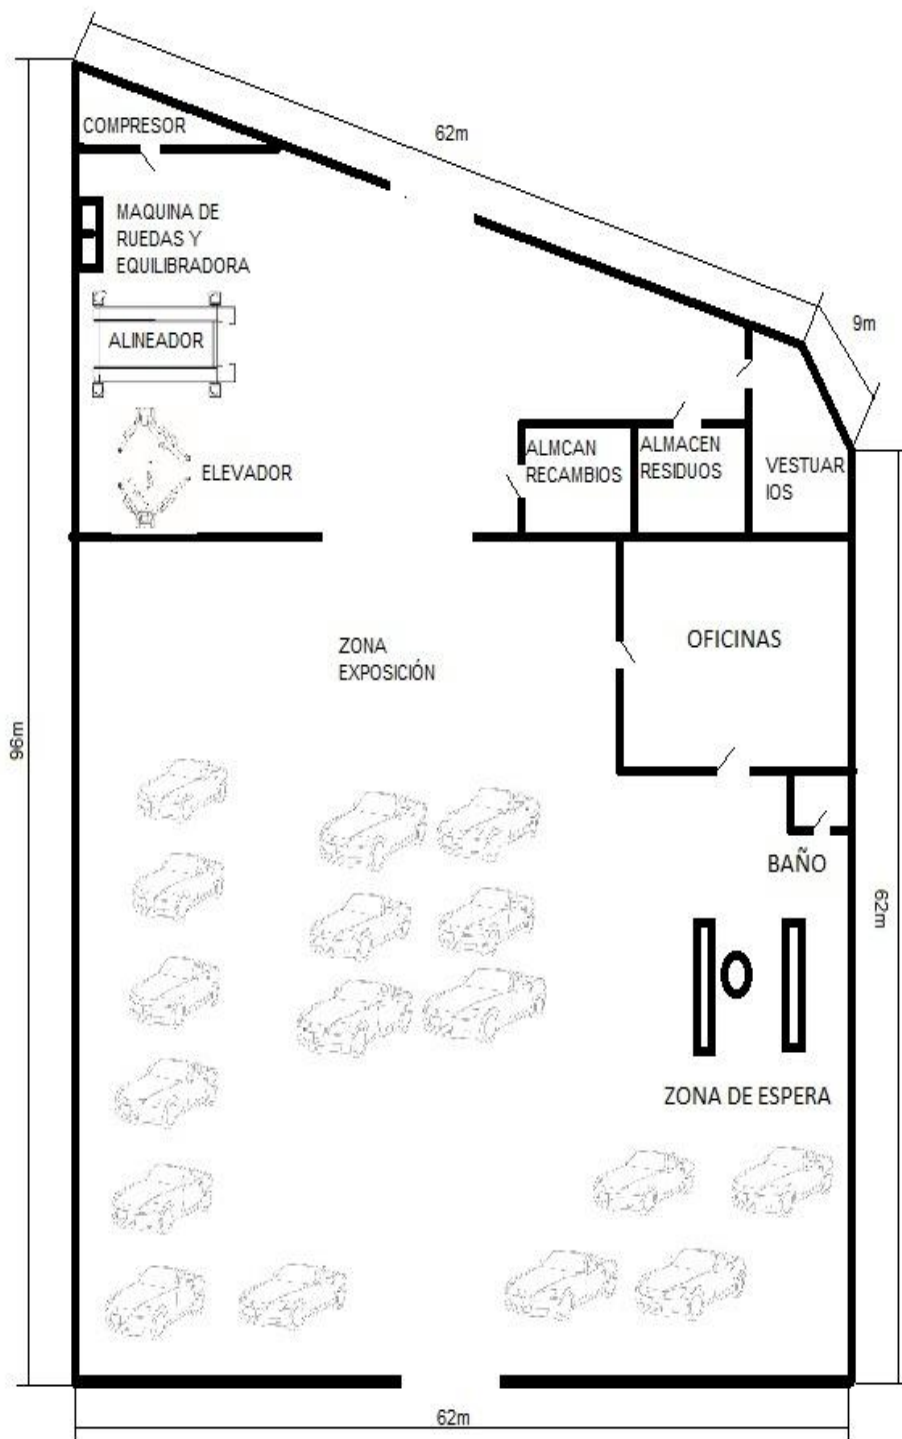 62m
COMPRESOR
MAQUINA DE
RUEDAS Y
EQUILIBRADORA
9m
ALINEADOR
ALMCAN
RECAMBIOS
ALMACEN
RESIDUOS
VESTUAR
IOS
ELEVADOR
ZONA
EXPOSICIÓN
OFICINAS
96m
BAÑO
62m
ZONA DE ESPERA
62m